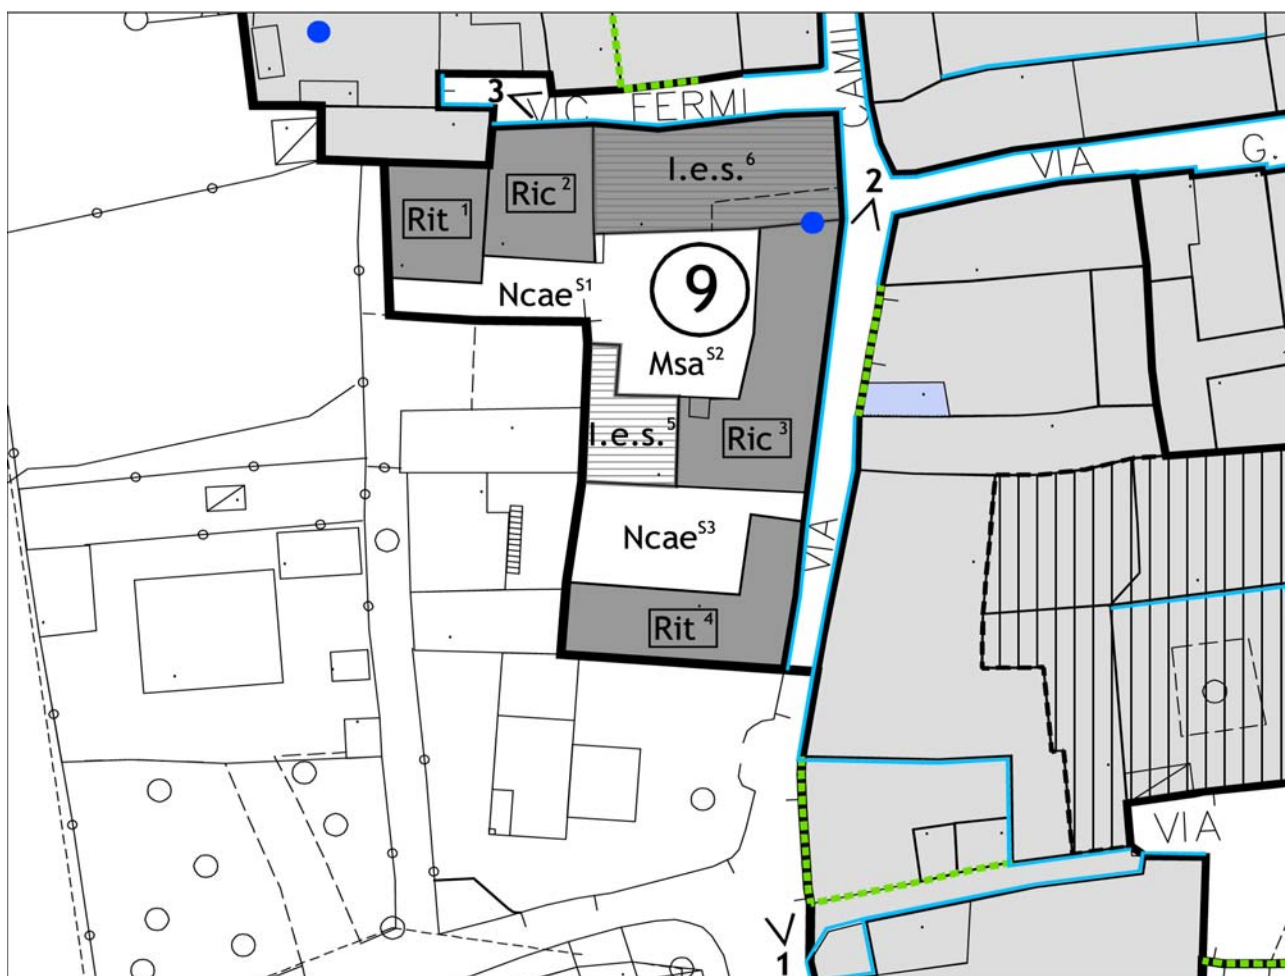 3
VIC FERMI
CAMII
VIA G.
I.e.s.6
2
Ric 2
Rit 1
9
Ncae S1
Msa S2
I.e.s.5
Ric 3
Ncae S3
VIA
Rit 4
VIA
1